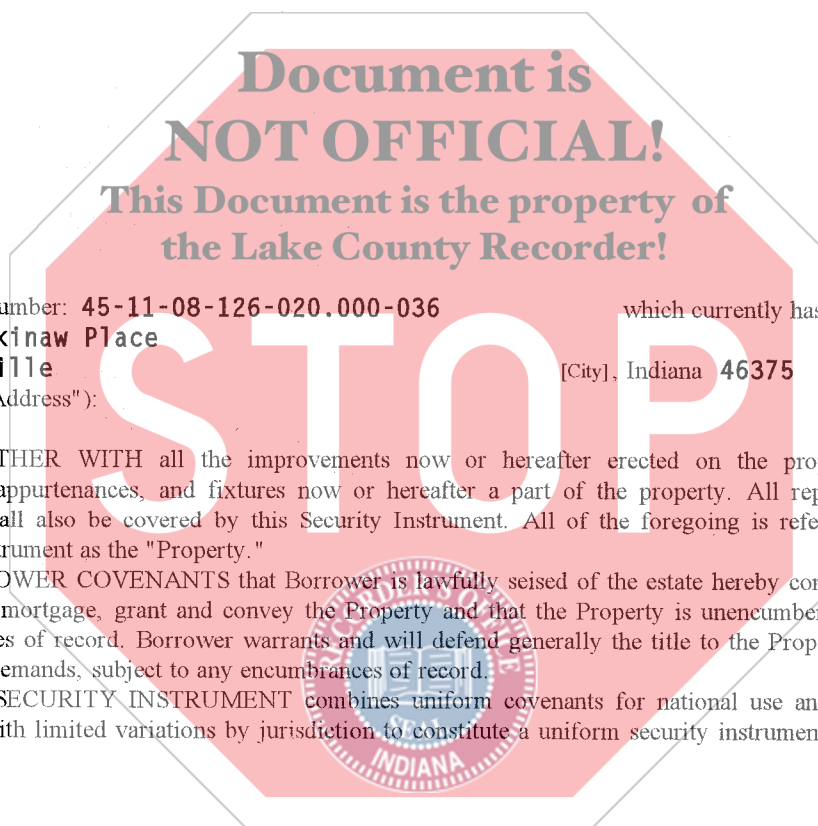 Document is
NOT OFFICIAL!
This Document is the property of
the Lake County Recorder!
umber: 45-11-08-126-020.000-036 which currently has
kinaw Place
ille [City], Indiana 46375
Address"):
STOP
THER WITH all the improvements now or hereafter erected on the pro
appurtenances, and fixtures now or hereafter a part of the property. All rep
all also be covered by this Security Instrument. All of the foregoing is refe
rument as the "Property."
OWER COVENANTS that Borrower is lawfully seised of the estate hereby con
mortgage, grant and convey the Property and that the Property is unencumbe
es of record. Borrower warrants and will defend generally the title to the Prop
emands, subject to any encumbrances of record.
SECURITY INSTRUMENT combines uniform covenants for national use an
ith limited variations by jurisdiction to constitute a uniform security instrumen
RECORDER'S OFFICE
SEAL
INDIANA